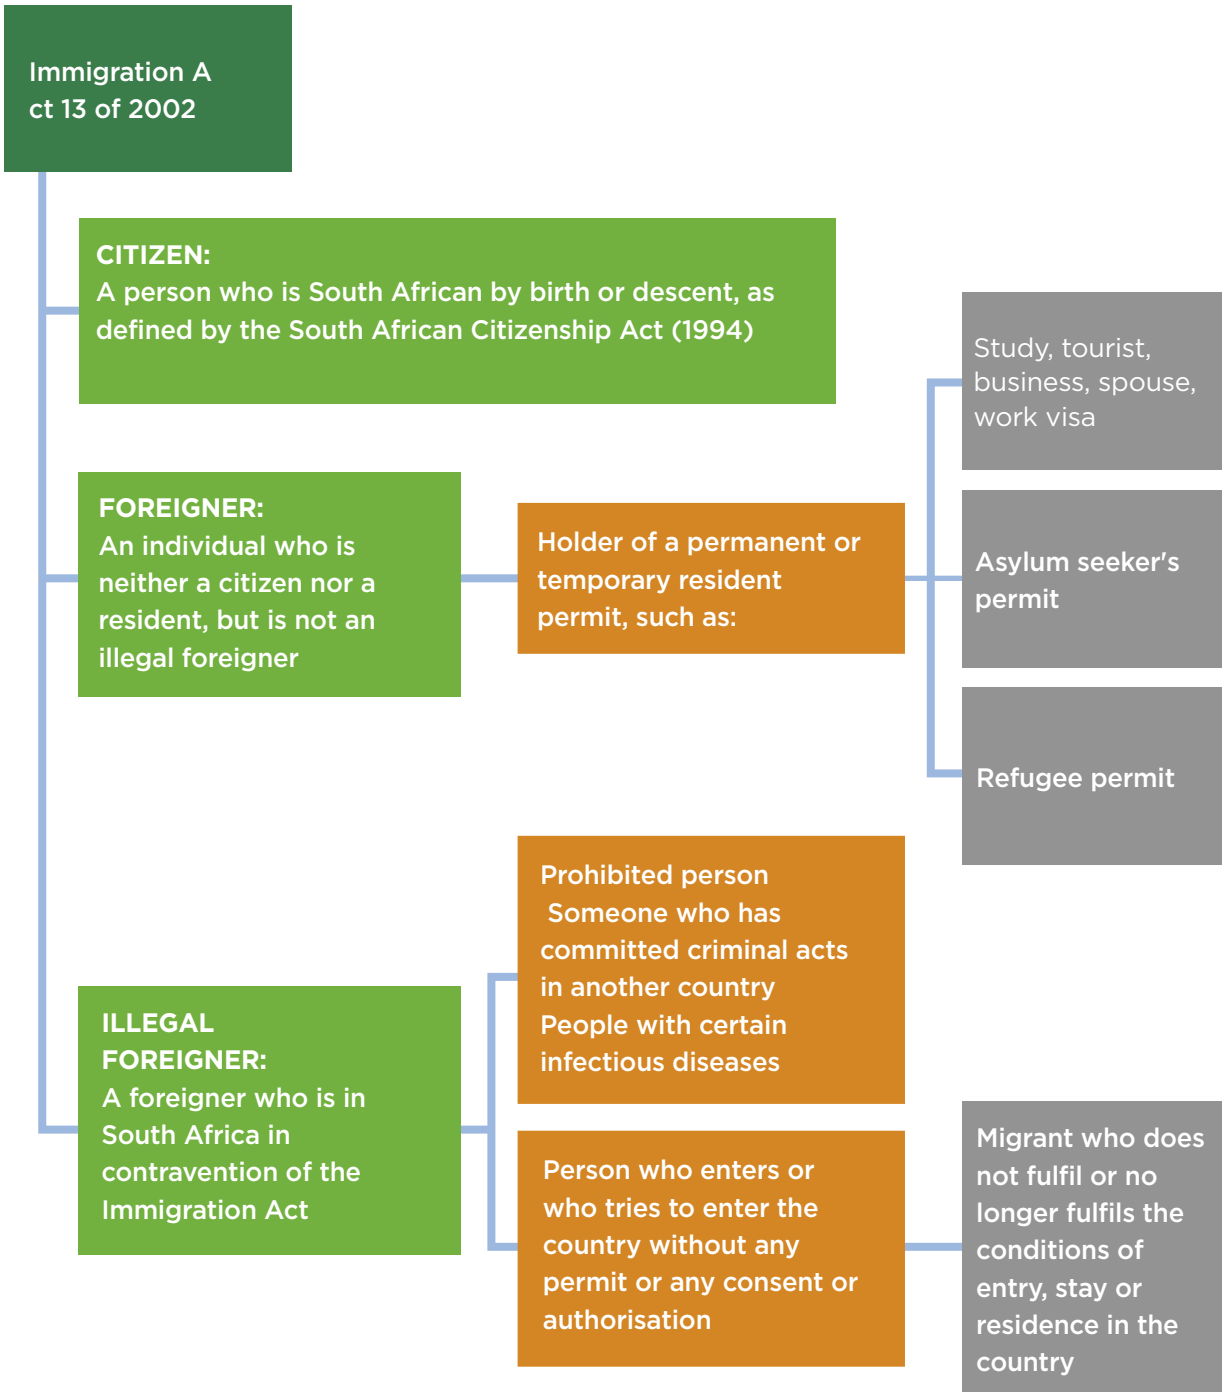 Immigration A
ct 13 of 2002
CITIZEN:
A person who is South African by birth or descent, as
defined by the South African Citizenship Act (1994)
FOREIGNER:
An individual who is
neither a citizen nor a
resident, but is not an
illegal foreigner
Holder of a permanent or
temporary resident
permit, such as:
Study, tourist,
business, spouse,
work visa
Asylum seeker's
permit
Refugee permit
ILLEGAL
FOREIGNER:
A foreigner who is in
South Africa in
contravention of the
Immigration Act
Prohibited person
Someone who has
committed criminal acts
in another country
People with certain
infectious diseases
Person who enters or
who tries to enter the
country without any
permit or any consent or
authorisation
Migrant who does
not fulfil or no
longer fulfils the
conditions of
entry, stay or
residence in the
country